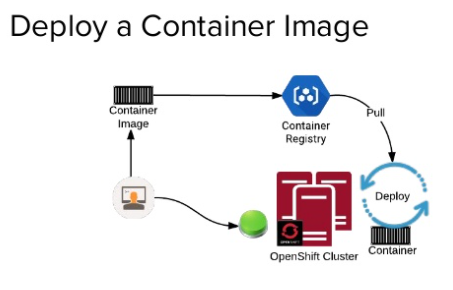 Deploy a Container Image
Container
Image
Container
Registry
Pull
Deploy
Container
OpenShift Cluster